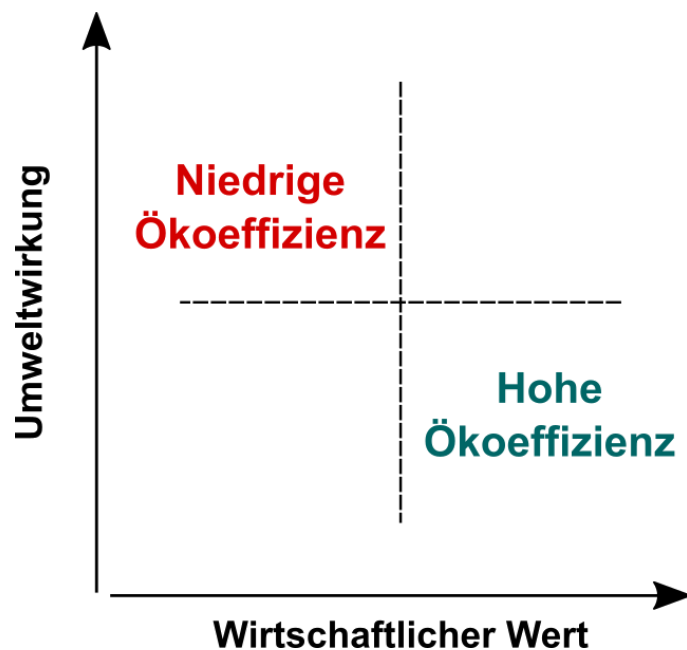 Umweltwirkung
Niedrige
Ökoeffizienz
Hohe
Ökoeffizienz
Wirtschaftlicher Wert